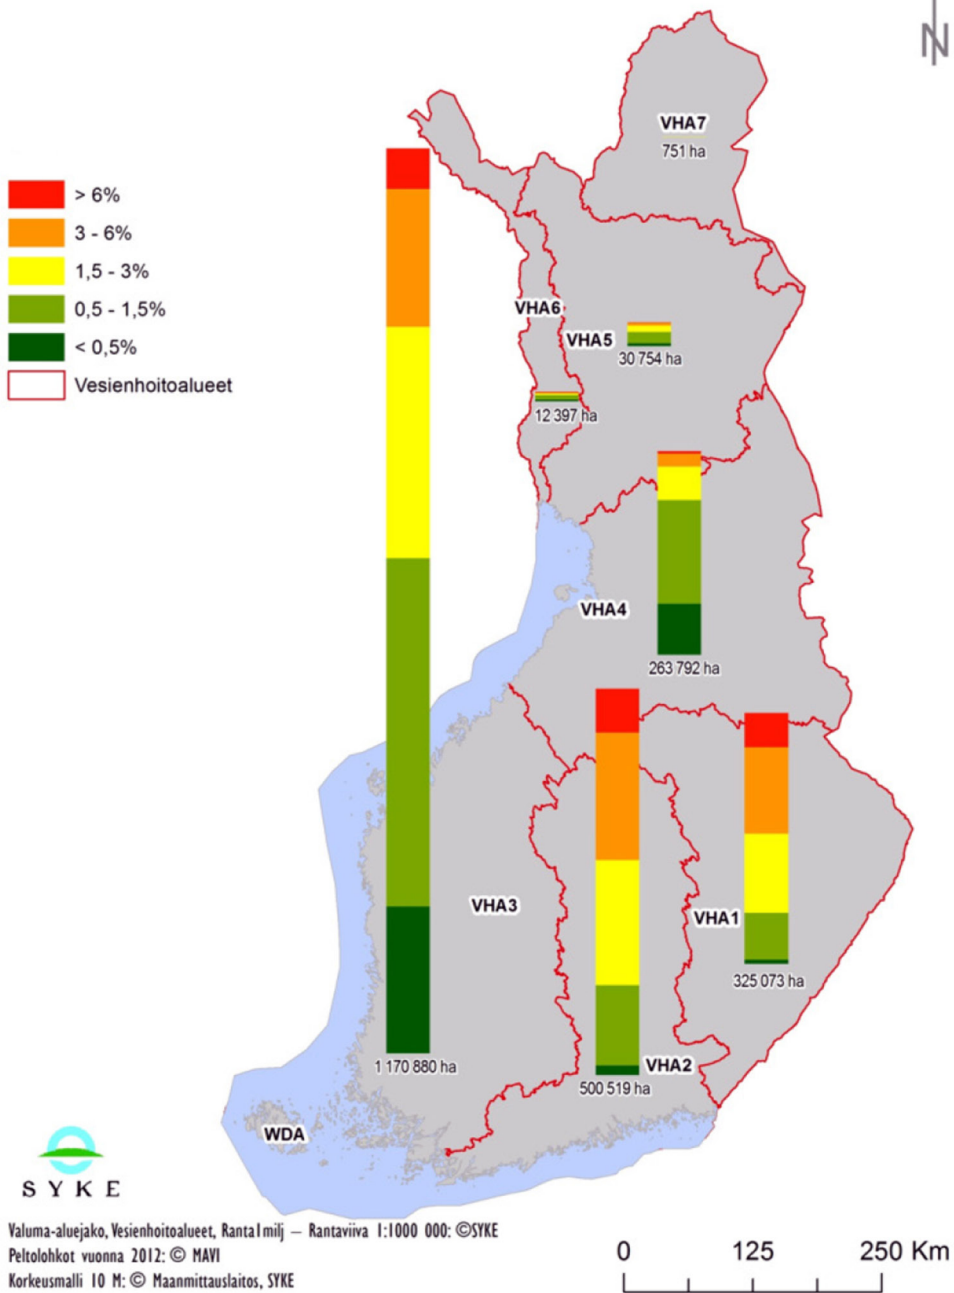 N
VHA7
751 ha
> 6%
3 - 6%
1,5 - 3%
0,5 - 1,5%
< 0,5%
Vesienhoitoalueet
VHA6
VHA5
30 754 ha
12 397 ha
VHA4
263 792 ha
VHA3
VHA1
325 073 ha
1 170 880 ha
VHA2
500 519 ha
WDA
SYKE
Valuma-aluejako, Vesienhoitoalueet, Ranta1milj – Rantaviiva 1:1000 000: ©SYKE
Peltolohkot vuonna 2012: © MAVI
Korkeusmalli 10 M: © Maanmittauslaitos, SYKE
0 125 250 Km